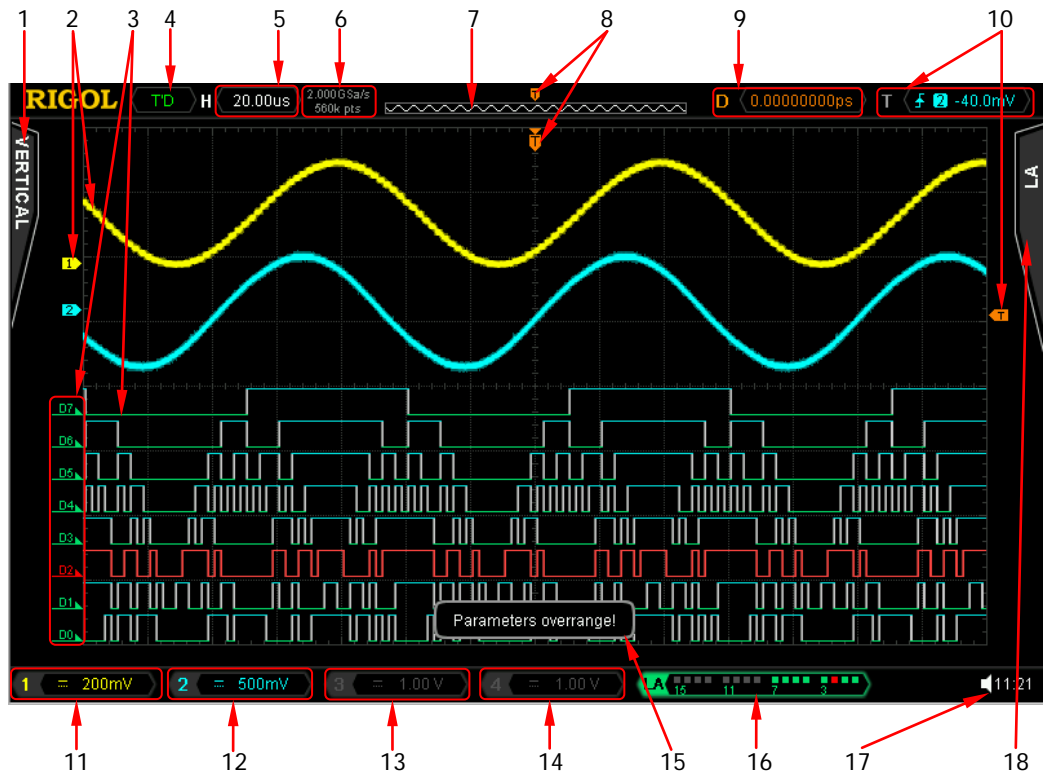 1 2 3 4 5 6 7 8 9 10
RIGOL T'D H 20.00us 2.000GSa/s 560k pts T D 0.00000000ps T 2 -40.0mV
VERTICAL
LA
T
1
2
T
D7
D6
D5
D4
D3
D2
D1
D0
Parameters overrange!
1 200mV 2 500mV 3 1.00 V 4 1.00 V LA 15 11 7 3 11:21
11 12 13 14 15 16 17 18